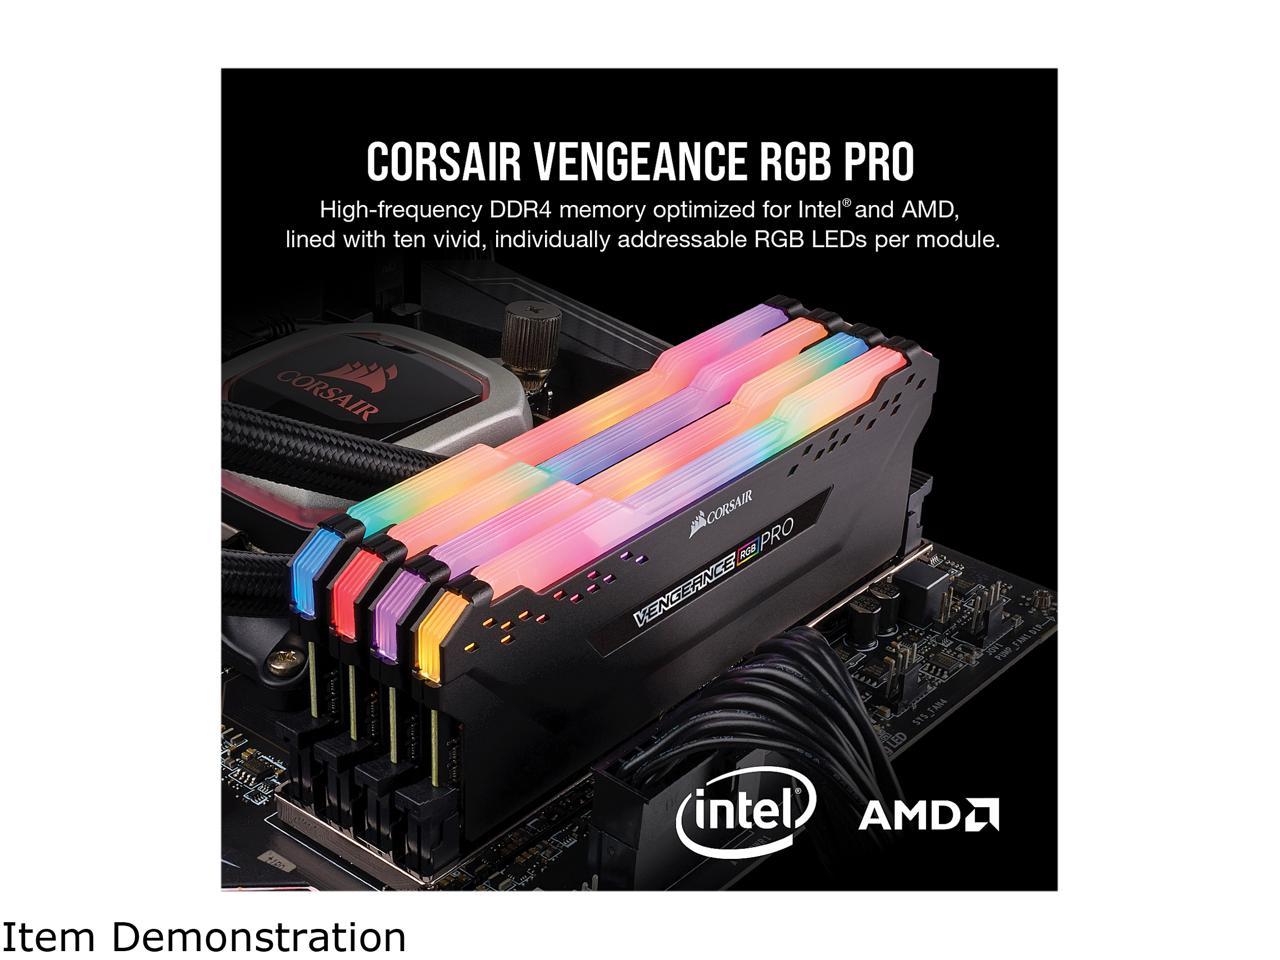 CORSAIR VENGEANCE RGB PRO
High-frequency DDR4 memory optimized for Intel® and AMD,
lined with ten vivid, individually addressable RGB LEDs per module.
CORSAIR
CORSAIR
VENGEANCE RGB PRO
SYS_FAN4
intel®
AMD
Item Demonstration